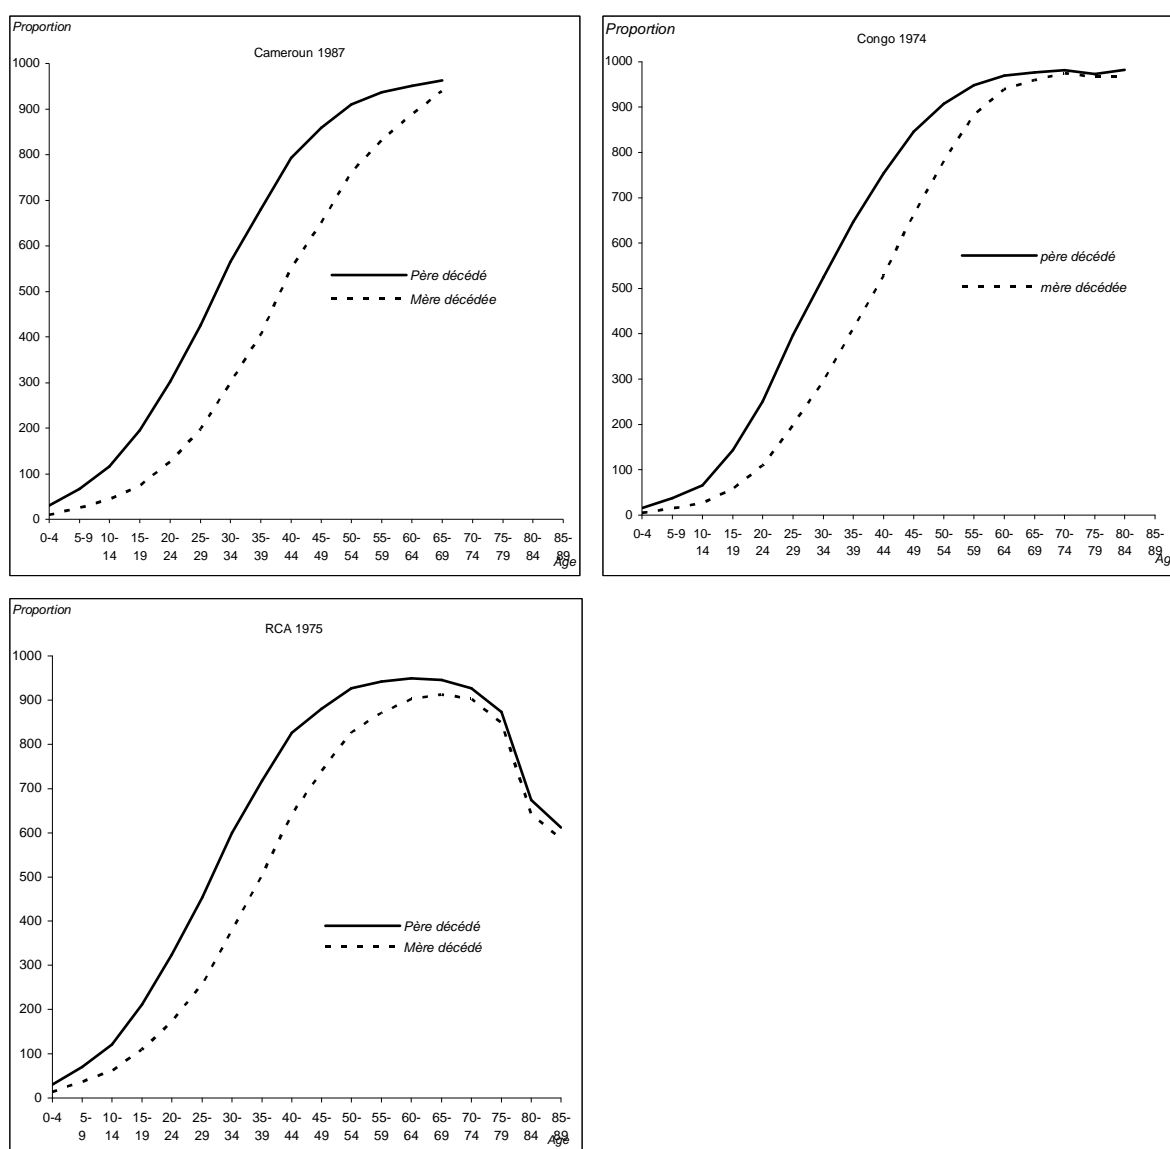 Proportion
Cameroun 1987
1000
900
800
700
600
500
400
300
200
100
0
Père décédé
Mère décédée
0-4 5-9 10- 15- 20- 25- 30- 35- 40- 45- 50- 55- 60- 65- 70- 75- 80- 85-
14 19 24 29 34 39 44 49 54 59 64 69 74 79 84 89
Age
Proportion
Congo 1974
1000
900
800
700
600
500
400
300
200
100
0
père décédé
mère décédée
0-4 5-9 10- 15- 20- 25- 30- 35- 40- 45- 50- 55- 60- 65- 70- 75- 80- 85-
14 19 24 29 34 39 44 49 54 59 64 69 74 79 84 89
Ag
Proportion
RCA 1975
1000
900
800
700
600
500
400
300
200
100
0
Père décédé
Mère décédé
0-4 5- 10- 15- 20- 25- 30- 35- 40- 45- 50- 55- 60- 65- 70- 75- 80- 85-
9 14 19 24 29 34 39 44 49 54 59 64 69 74 79 84 89
Age